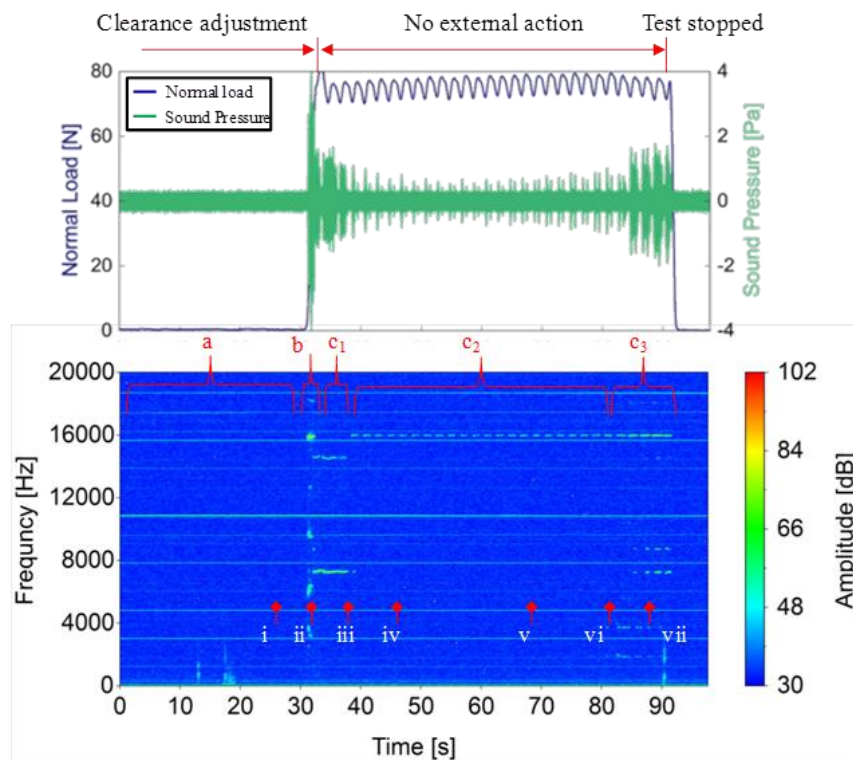 Clearance adjustment No external action Test stopped
80 4
Normal load
Sound Pressure
60 2
40 0
20 -2
0 -4
Normal Load [N]
Sound Pressure [Pa]
a b c1 c2 c3
20000 102
16000 84
12000
66
8000
48
4000
i ii iii iv v vi vii
0 30
Frequncy [Hz]
Amplitude [dB]
0 10 20 30 40 50 60 70 80 90
Time [s]